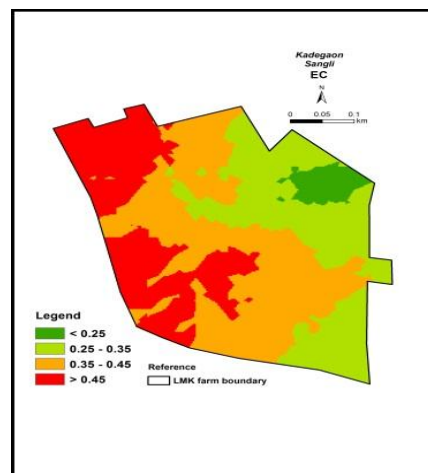 Kadegaon
Sangli
EC
N
0 0.05 0.1
km
Legend
< 0.25
0.25 - 0.35
0.35 - 0.45
> 0.45
Reference
LMK farm boundary